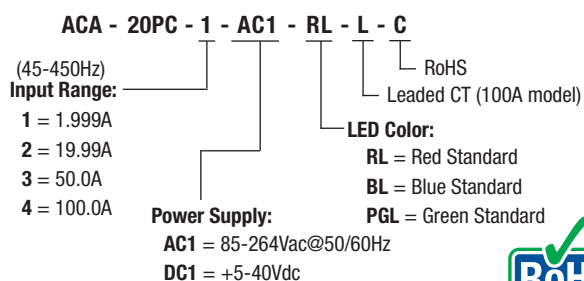 ACA - 20PC - 1 - AC1 - RL - L - C
RoHS
Leaded CT (100A model)
(45-450Hz)
Input Range:
1 = 1.999A
2 = 19.99A
3 = 50.0A
4 = 100.0A
LED Color:
RL = Red Standard
BL = Blue Standard
PGL = Green Standard
Power Supply:
AC1 = 85-264Vac@50/60Hz
DC1 = +5-40Vdc
RoH